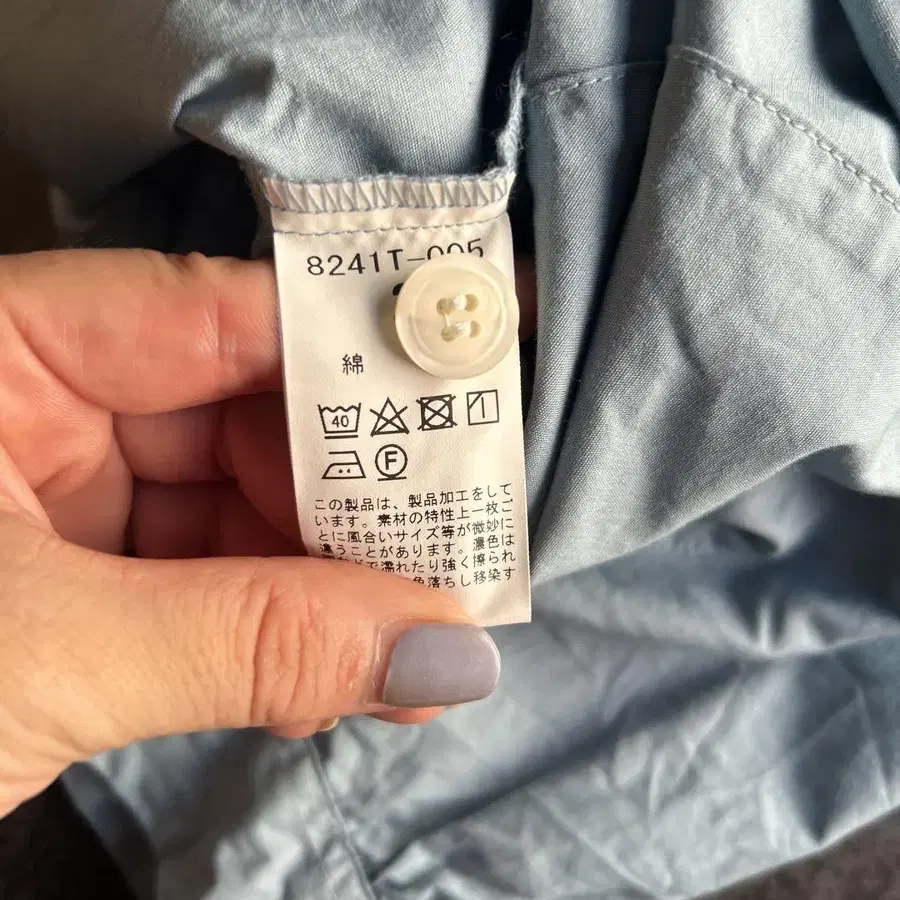 8241T-005
綿
40
F
この製品は、製品加工をして
います。素材の特性上一枚ご
とに風合いサイズ等が微妙に
違うことがあります。濃色は
で濡れたり強く擦られ
色落ちし移染す